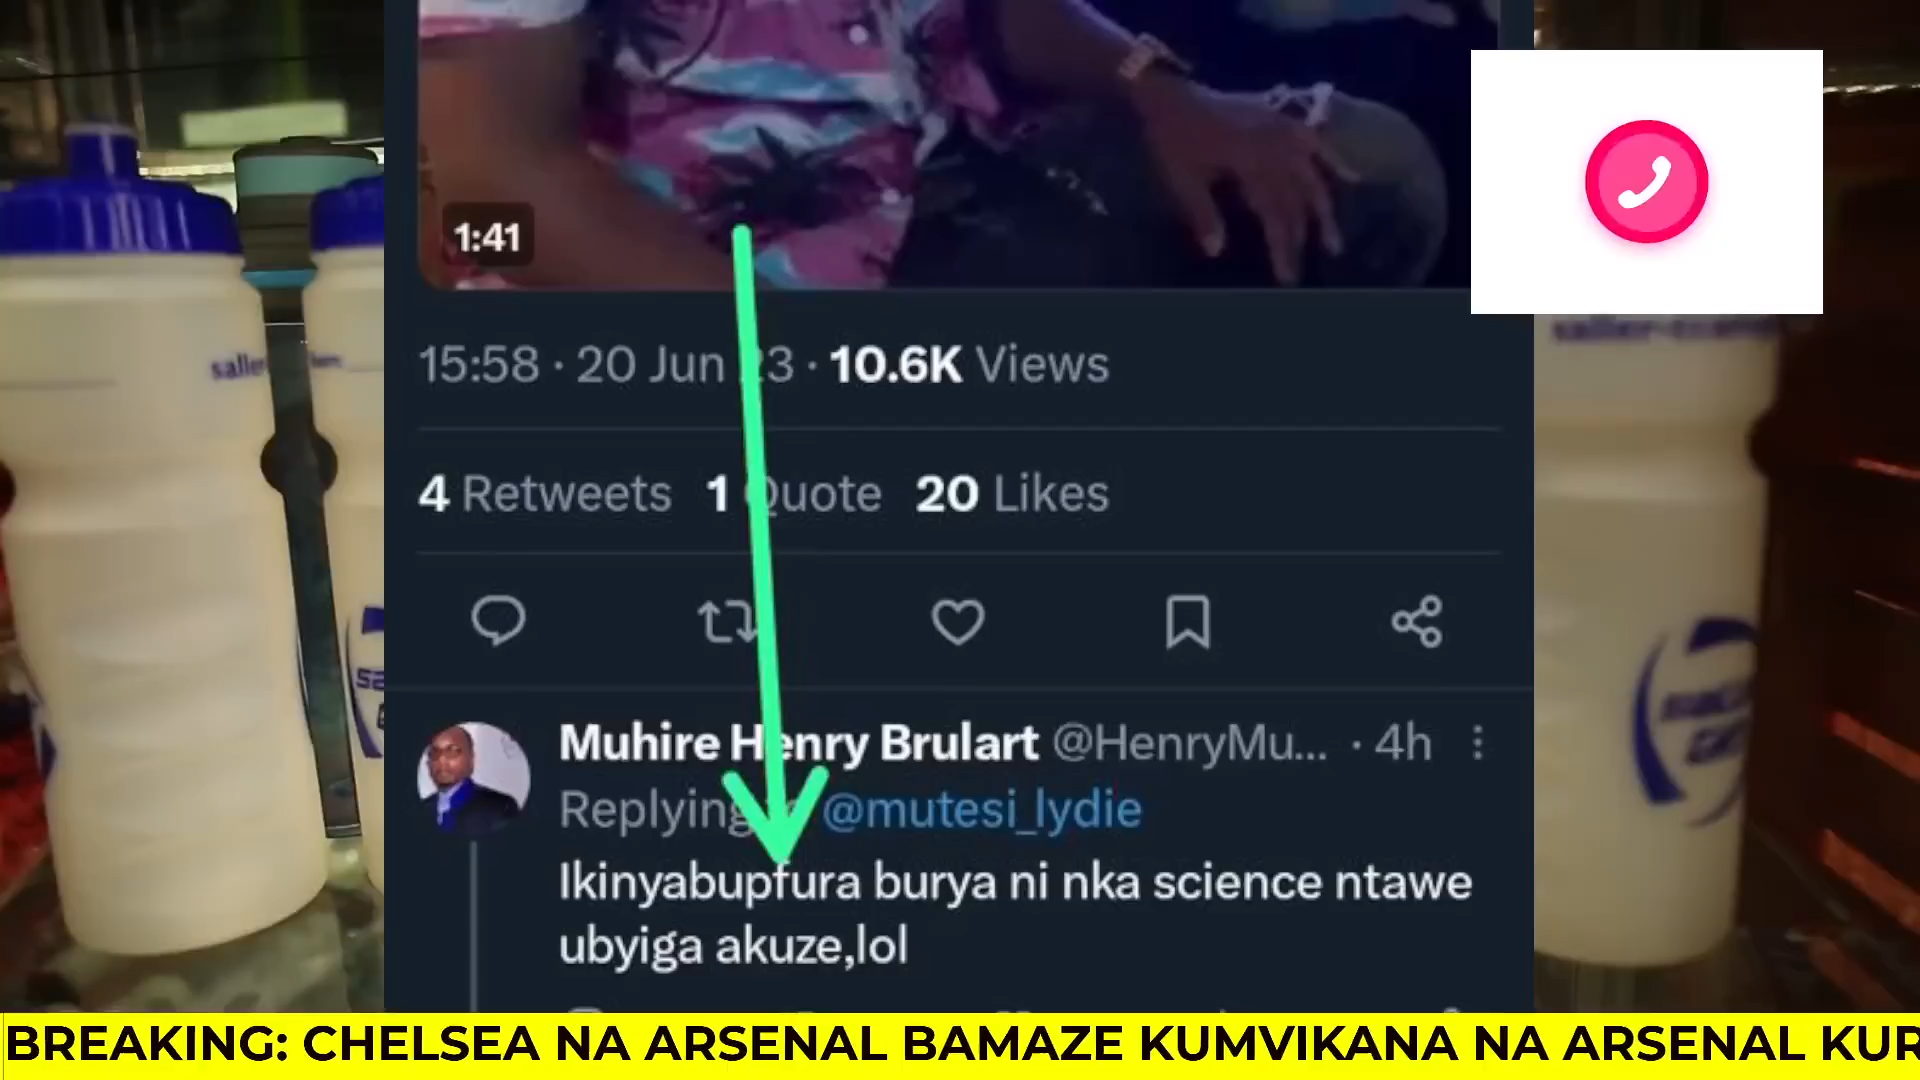 1:41
15:58 · 20 Jun 23 · 10.6K Views
4 Retweets 1 Quote 20 Likes
Muhire Henry Brulart @HenryMu... · 4h
Replying to @mutesi_lydie
Ikinyabupfura burya ni nka science ntawe
ubyiga akuze,lol
BREAKING: CHELSEA NA ARSENAL BAMAZE KUMVIKANA NA ARSENAL KUR